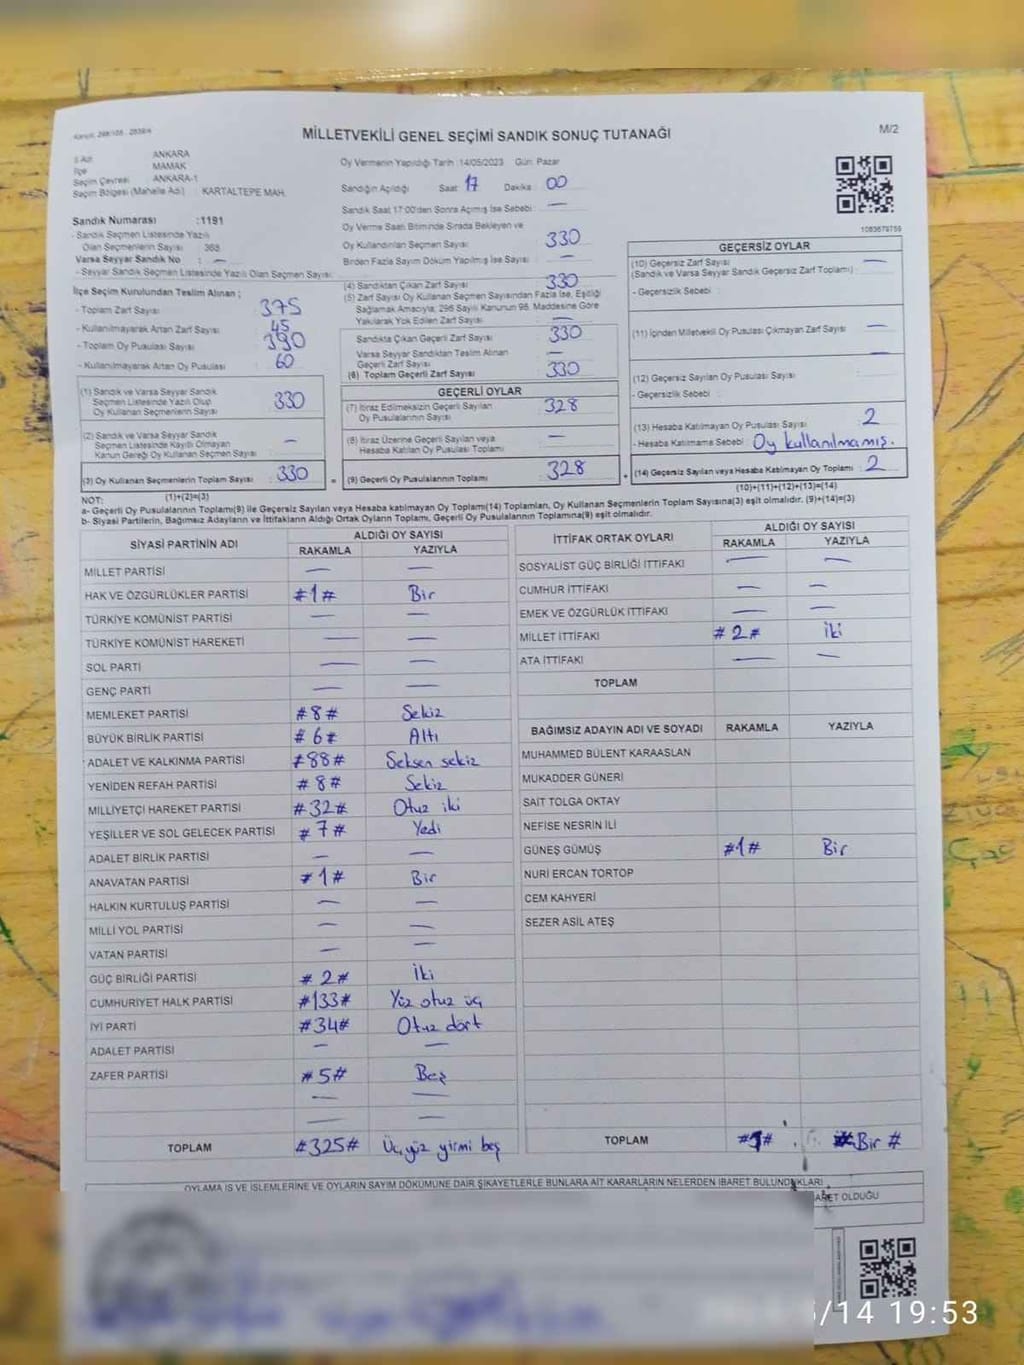 MİLLETVEKİLİ GENEL SEÇİMİ SANDIK SONUÇ TUTANAĞI
M/2
İl Adı ANKARA
İlçe MAMAK
Seçim Çevresi ANKARA-1
Seçim Bölgesi (Mahalle Adı) KARTALTEPE MAH.
Oy Vermenin Yapıldığı Tarih :14/05/2023 Gün: Pazar
Sandığın Açıldığı Saat 17 Dakika 00
Sandık Saat 17:00'den Sonra Açılmış İse Sebebi : —
Sandık Numarası :1191
- Sandık Seçmen Listesinde Yazılı
Olan Seçmenlerin Sayısı 368
Varsa Seyyar Sandık No : —
- Seyyar Sandık Seçmen Listesinde Yazılı Olan Seçmen Sayısı:
Oy Verme Saati Bitiminde Sırada Bekleyen ve
Oy Kullandırılan Seçmen Sayısı 330
Birden Fazla Sayım Döküm Yapılmış İse Sayısı : —
1083679759
İlçe Seçim Kurulundan Teslim Alınan ;
- Toplam Zarf Sayısı : 375
- Kullanılmayarak Artan Zarf Sayısı : 45
- Toplam Oy Pusulası Sayısı : 390
- Kullanılmayarak Artan Oy Pusulası : 60
(1) Sandık ve Varsa Seyyar Sandık
Seçmen Listesinde Yazılı Olup
Oy Kullanan Seçmenlerin Sayısı : 330
(2) Sandık ve Varsa Seyyar Sandık
Seçmen Listesinde Kayıtlı Olmayan
Kanun Gereği Oy Kullanan Seçmen Sayısı : —
(3) Oy Kullanan Seçmenlerin Toplam Sayısı : 330
(1)+(2)=(3)
(4) Sandıktan Çıkan Zarf Sayısı : 330
(5) Zarf Sayısı Oy Kullanan Seçmen Sayısından Fazla İse, Eşitliği
Sağlamak Amacıyla; 298 Sayılı Kanunun 98. Maddesine Göre
Yakılarak Yok Edilen Zarf Sayısı : —
Sandıkta Çıkan Geçerli Zarf Sayısı : 330
Varsa Seyyar Sandıktan Teslim Alınan
Geçerli Zarf Sayısı : —
(6) Toplam Geçerli Zarf Sayısı : 330
GEÇERLİ OYLAR
(7) İtiraz Edilmeksizin Geçerli Sayılan
Oy Pusulalarının Sayısı : 328
(8) İtiraz Üzerine Geçerli Sayılan veya
Hesaba Katılan Oy Pusulası Toplamı : —
= (9) Geçerli Oy Pusulalarının Toplamı : 328 +
GEÇERSİZ OYLAR
(10) Geçersiz Zarf Sayısı : —
(Sandık ve Varsa Seyyar Sandık Geçersiz Zarf Toplamı)
- Geçersizlik Sebebi :
(11) İçinden Milletvekili Oy Pusulası Çıkmayan Zarf Sayısı : —
(12) Geçersiz Sayılan Oy Pusulası Sayısı :
- Geçersizlik Sebebi :
(13) Hesaba Katılmayan Oy Pusulası Sayısı : 2
- Hesaba Katılmama Sebebi : Oy kullanılmamış.
(14) Geçersiz Sayılan veya Hesaba Katılmayan Oy Toplamı : 2
(10)+(11)+(12)+(13)=(14)
NOT:
a- Geçerli Oy Pusulasının Toplamı(9) ile Geçersiz Sayılan veya Hesaba katılmayan Oy Toplamı(14) Toplamları, Oy Kullanan Seçmenlerin Toplam Sayısına(3) eşit olmalıdır. (9)+(14)=(3)
b- Siyasi Partilerin, Bağımsız Adayların ve İttifakların Aldığı Ortak Oyların Toplamı, Geçerli Oy Pusulalarının Toplamına(9) eşit olmalıdır.
SİYASİ PARTİNİN ADI ALDIĞI OY SAYISI
RAKAMLA YAZIYLA
MİLLET PARTİSİ — —
HAK VE ÖZGÜRLÜKLER PARTİSİ #1# Bir
TÜRKİYE KOMÜNİST PARTİSİ — —
TÜRKİYE KOMÜNİST HAREKETİ — —
SOL PARTİ — —
GENÇ PARTİ — —
MEMLEKET PARTİSİ #8# Sekiz
BÜYÜK BİRLİK PARTİSİ #6# Altı
ADALET VE KALKINMA PARTİSİ #88# Seksen sekiz
YENİDEN REFAH PARTİSİ #8# Sekiz
MİLLİYETÇİ HAREKET PARTİSİ #32# Otuz iki
YEŞİLLER VE SOL GELECEK PARTİSİ #7# Yedi
ADALET BİRLİK PARTİSİ — —
ANAVATAN PARTİSİ #1# Bir
HALKIN KURTULUŞ PARTİSİ — —
MİLLİ YOL PARTİSİ — —
VATAN PARTİSİ — —
GÜÇ BİRLİĞİ PARTİSİ #2# İki
CUMHURİYET HALK PARTİSİ #133# Yüz otuz üç
İYİ PARTİ #34# Otuz dört
ADALET PARTİSİ — —
ZAFER PARTİSİ #5# Beş
— —
— —
TOPLAM #325# Üç yüz yirmi beş
İTTİFAK ORTAK OYLARI ALDIĞI OY SAYISI
RAKAMLA YAZIYLA
SOSYALİST GÜÇ BİRLİĞİ İTTİFAKI — —
CUMHUR İTTİFAKI — —
EMEK VE ÖZGÜRLÜK İTTİFAKI — —
MİLLET İTTİFAKI #2# İki
ATA İTTİFAKI — —
TOPLAM
BAĞIMSIZ ADAYIN ADI VE SOYADI RAKAMLA YAZIYLA
MUHAMMED BÜLENT KARAASLAN
MUKADDER GÜNERİ
SAİT TOLGA OKTAY
NEFİSE NESRİN İLİ
GÜNEŞ GÜMÜŞ #1# Bir
NURİ ERCAN TORTOP
CEM KAHYERİ
SEZER ASİL ATEŞ
TOPLAM #1# #Bir#
OYLAMA İŞ VE İŞLEMLERİNE VE OYLARIN SAYIM DÖKÜMÜNE DAİR ŞİKAYETLERLE BUNLARA AİT KARARLARIN NELERDEN İBARET BULUNDUKLARI
OLDUĞU
/14 19:53